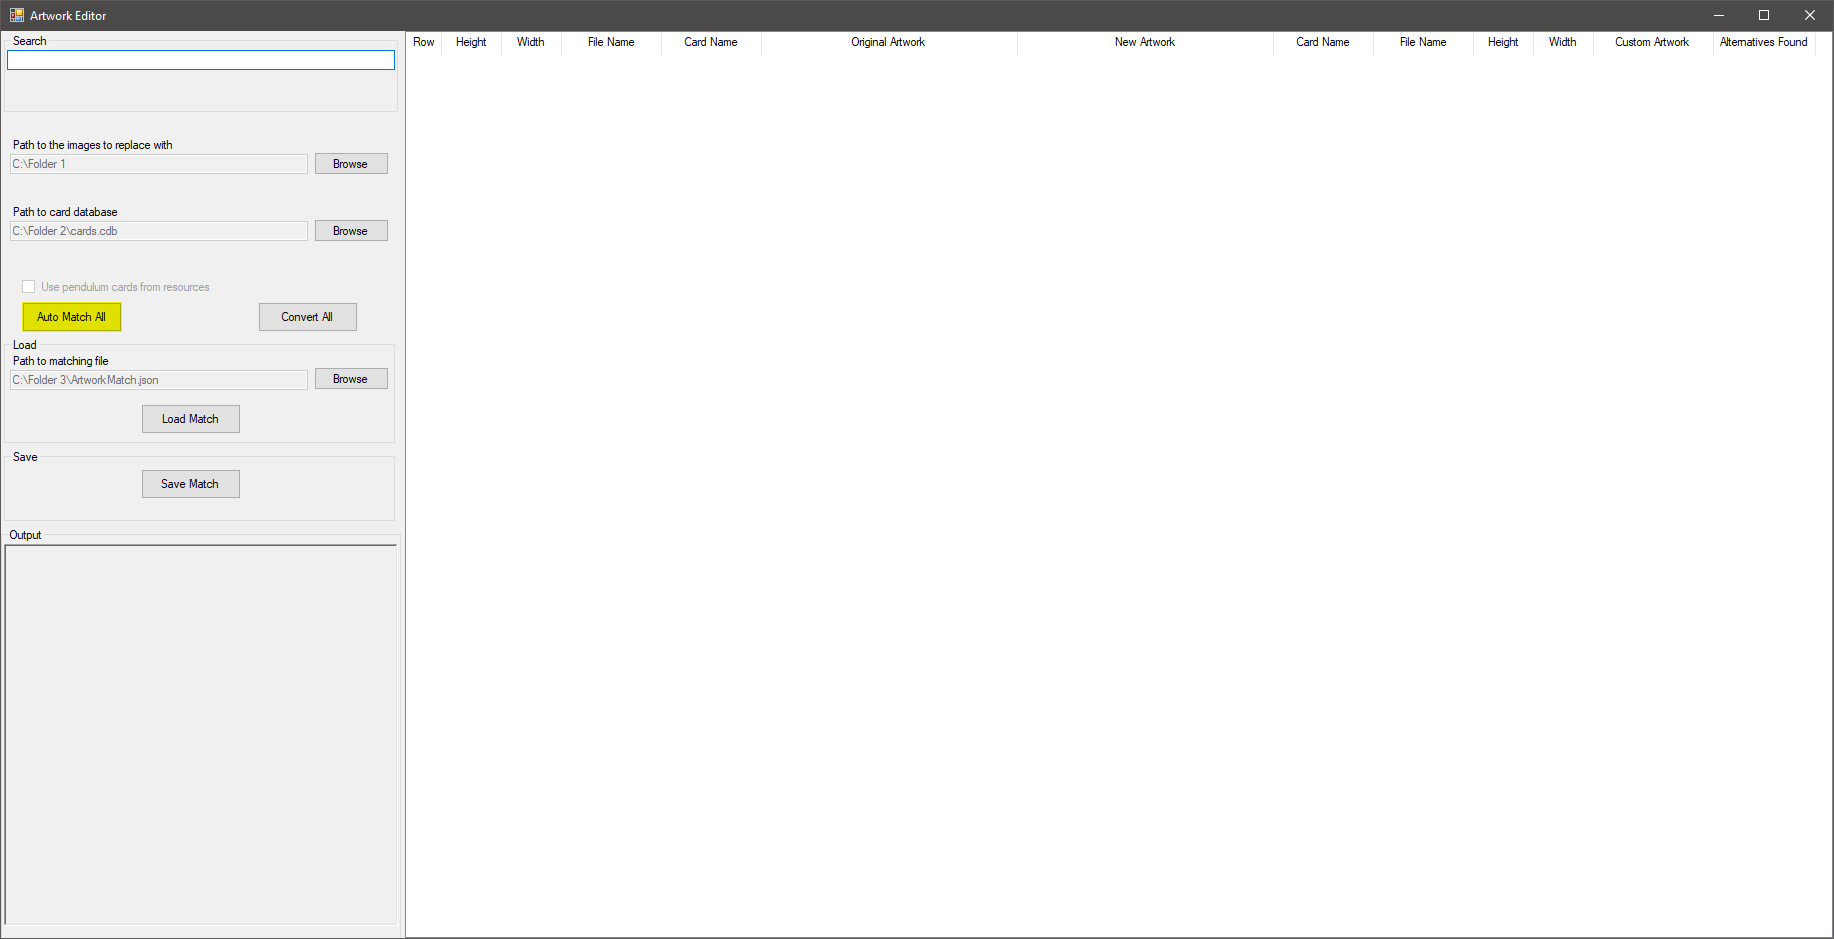 Artwork Editor
Search
Path to the images to replace with
C:\Folder 1
Browse
Path to card database
C:\Folder 2\cards.cdb
Browse
Use pendulum cards from resources
Auto Match All
Convert All
Load
Path to matching file
C:\Folder 3\ArtworkMatch.json
Browse
Load Match
Save
Save Match
Output
Row Height Width File Name Card Name Original Artwork New Artwork Card Name File Name Height Width Custom Artwork Alternatives Found